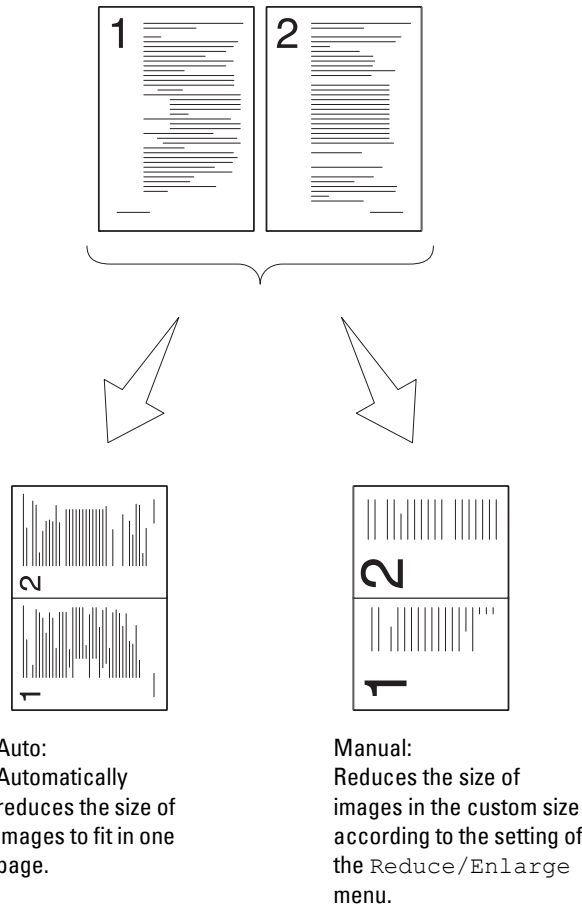 1
2
2
1
2
1
Auto:
Automatically
reduces the size of
images to fit in one
page.
Manual:
Reduces the size of
images in the custom size
according to the setting of
the Reduce/Enlarge
menu.